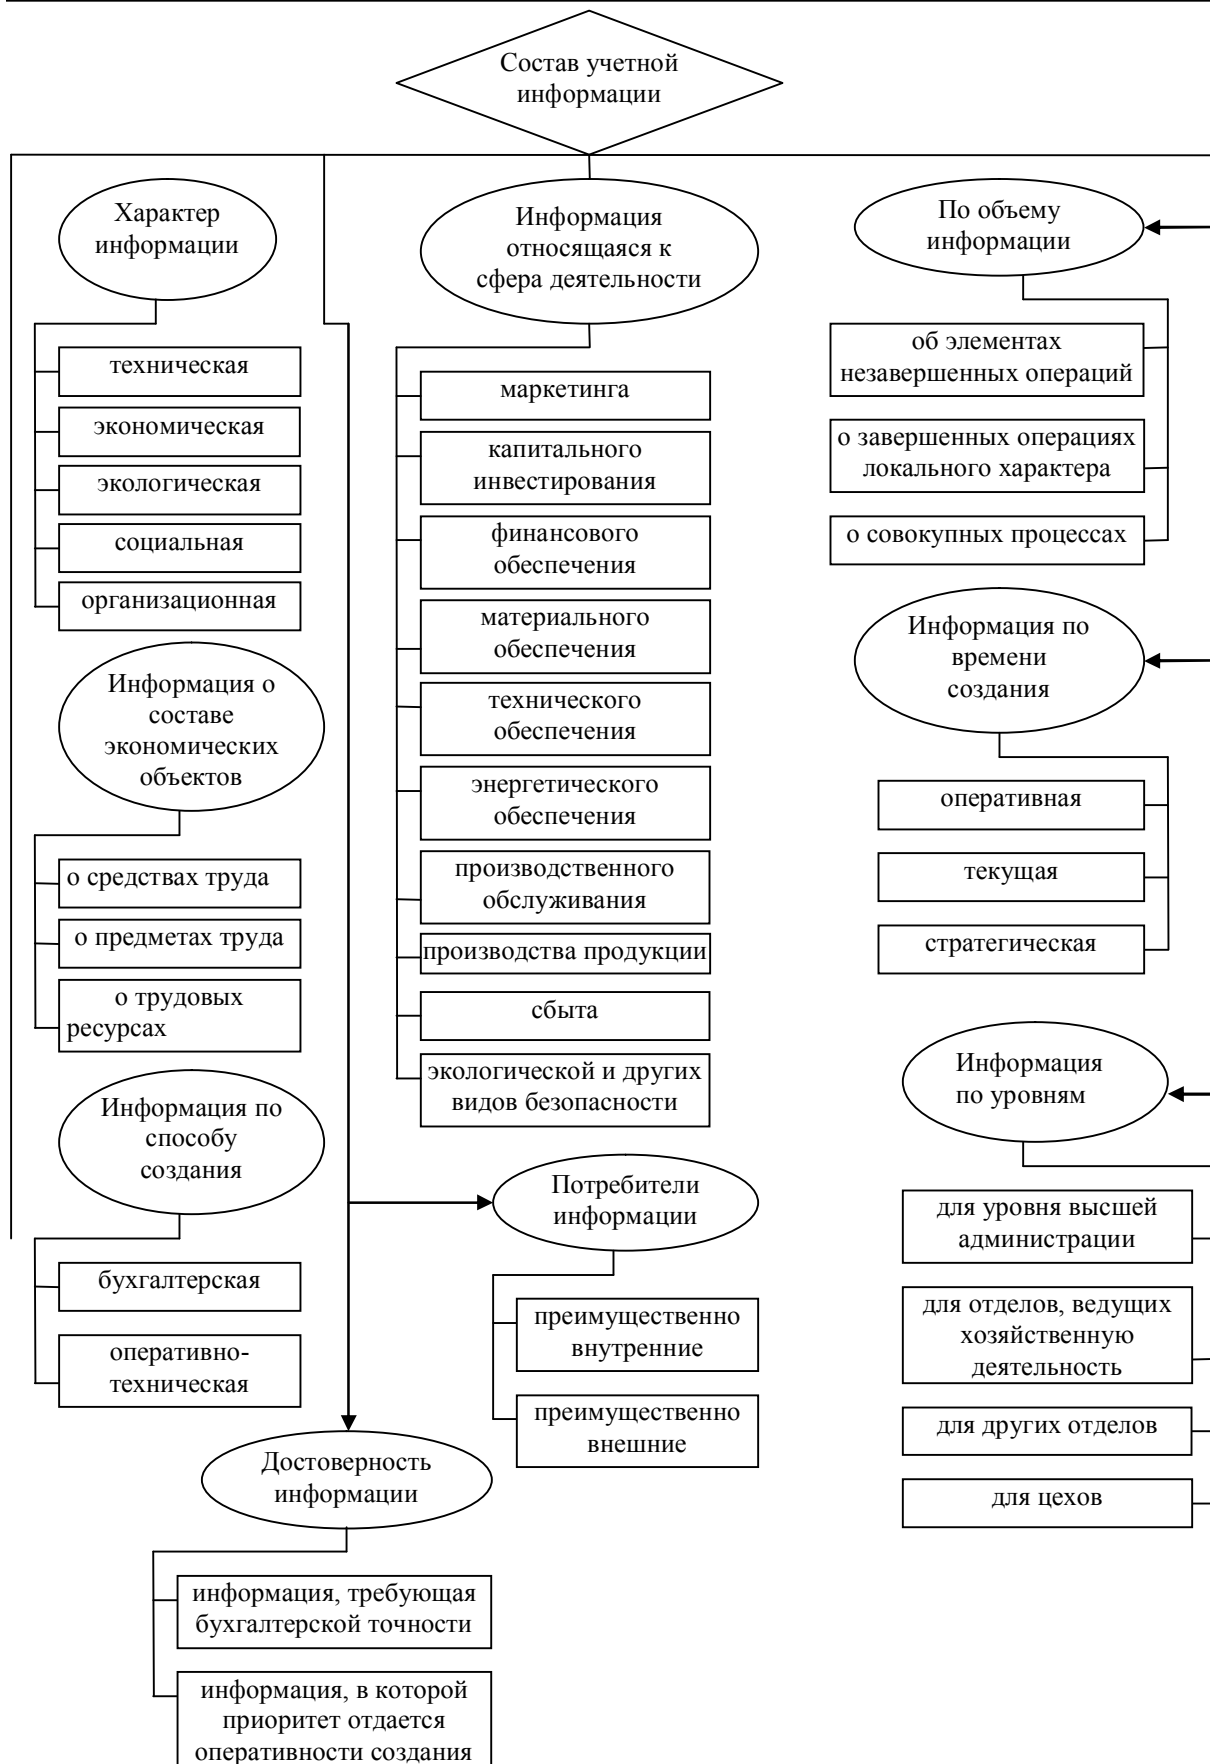 Состав учетной
информации
Характер
информации
техническая
экономическая
экологическая
социальная
организационная
Информация о
составе
экономических
объектов
о средствах труда
о предметах труда
о трудовых
ресурсах
Информация по
способу
создания
бухгалтерская
оперативно-
техническая
Информация
относящаяся к
сфера деятельности
маркетинга
капитального
инвестирования
финансового
обеспечения
материального
обеспечения
технического
обеспечения
энергетического
обеспечения
производственного
обслуживания
производства продукции
сбыта
экологической и других
видов безопасности
Потребители
информации
преимущественно
внутренние
преимущественно
внешние
Достоверность
информации
информация, требующая
бухгалтерской точности
информация, в которой
приоритет отдается
оперативности создания
По объему
информации
об элементах
незавершенных операций
о завершенных операциях
локального характера
о совокупных процессах
Информация по
времени
создания
оперативная
текущая
стратегическая
Информация
по уровням
для уровня высшей
администрации
для отделов, ведущих
хозяйственную
деятельность
для других отделов
для цехов